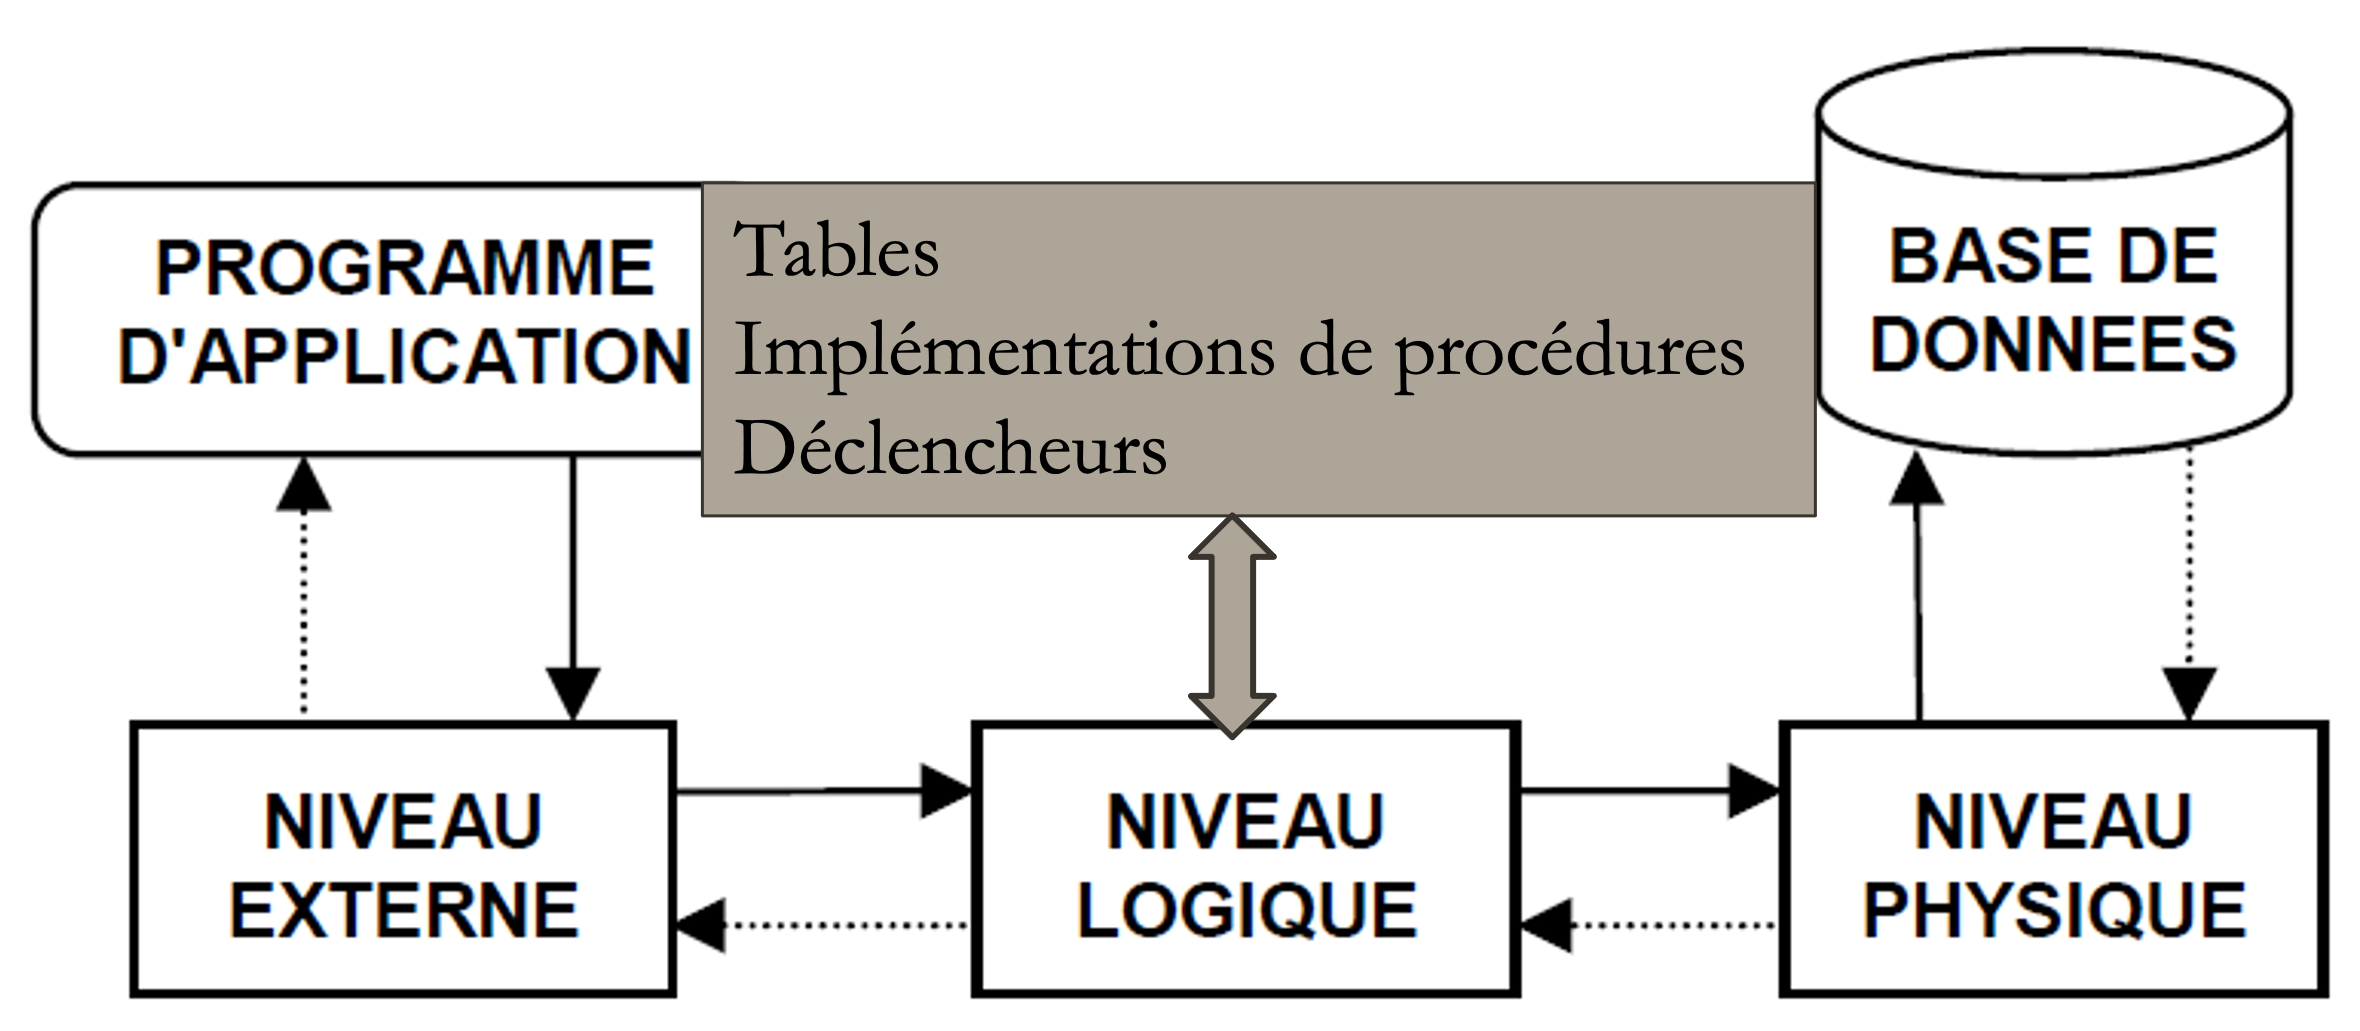 PROGRAMME
D'APPLICATION
Tables
Implémentations de procédures
Déclencheurs
BASE DE
DONNEES
NIVEAU
EXTERNE
NIVEAU
LOGIQUE
NIVEAU
PHYSIQUE